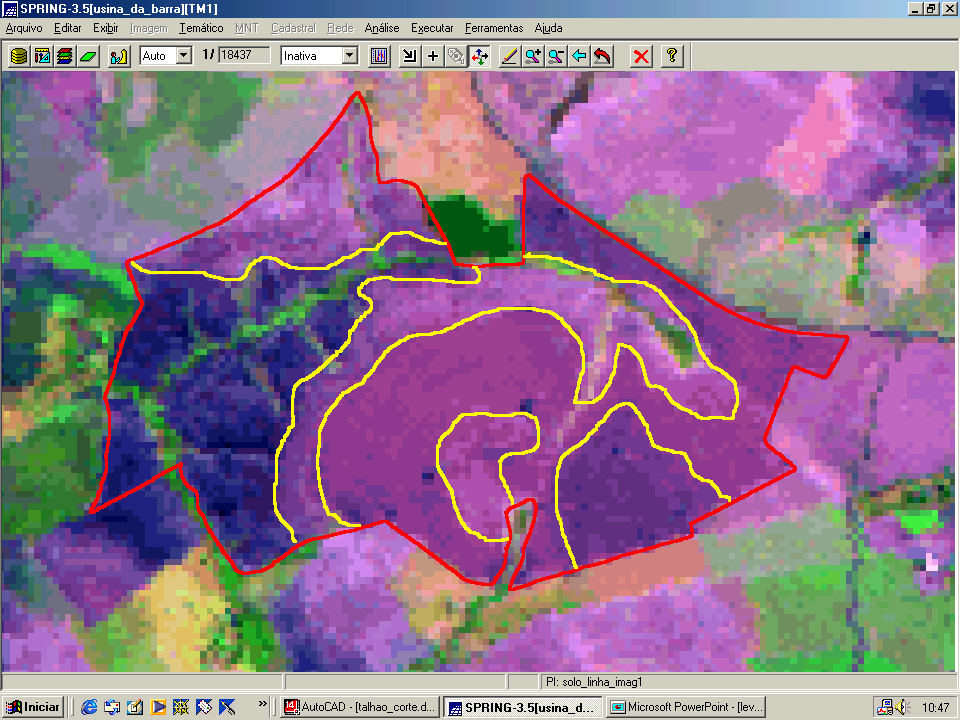 SPRING-3.5[usina_da_barra][TM1]
Arquivo Editar Exibir Imagem Temático MNT Cadastral Rede Análise Executar Ferramentas Ajuda
Auto 1/ 18437 Inativa ?
PI: solo_linha_imag1
Iniciar » AutoCAD - [talhao_corte.d... SPRING-3.5[usina_d... Microsoft PowerPoint - [lev... 10:47